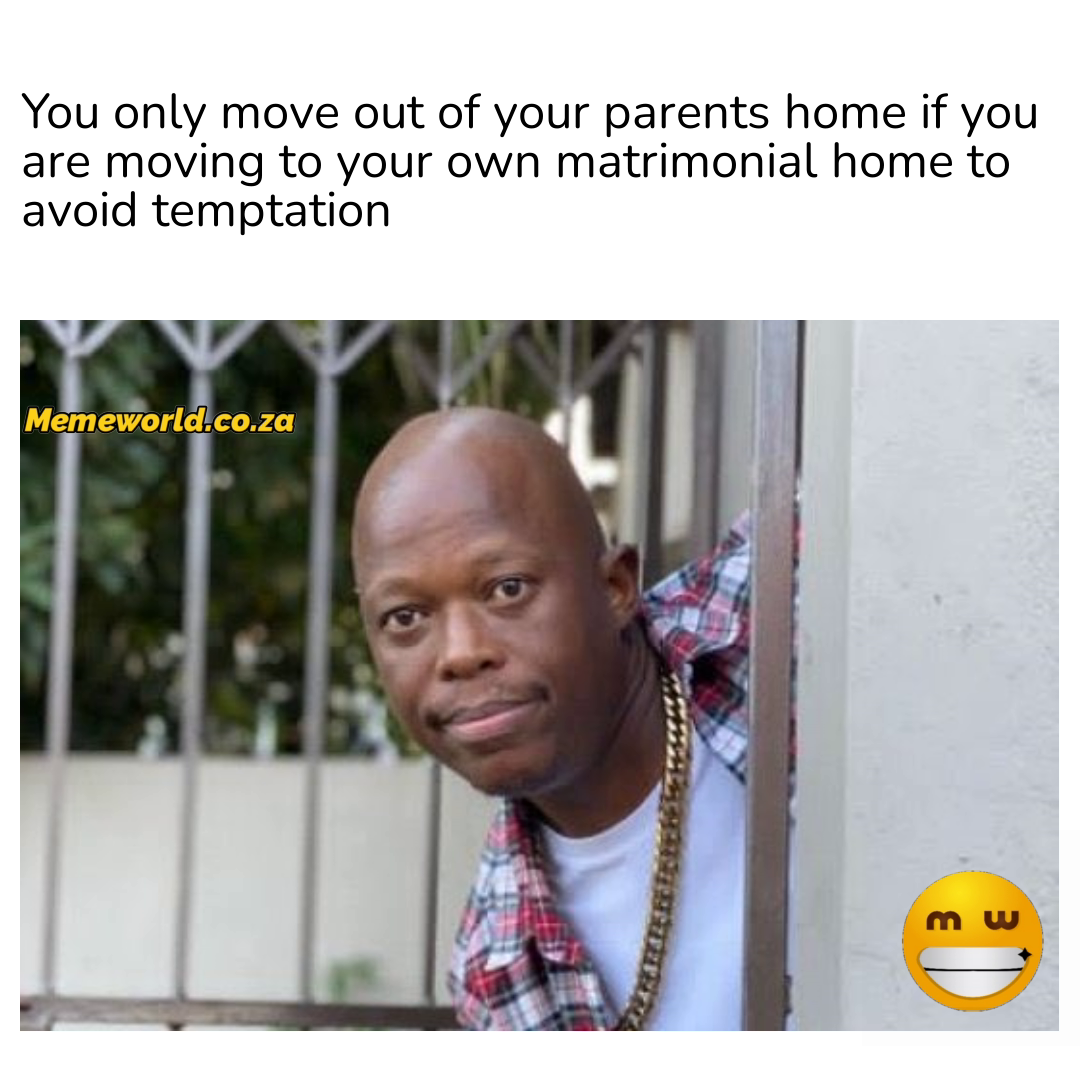 You only move out of your parents home if you
are moving to your own matrimonial home to
avoid temptation
Memeworld.co.za
m w